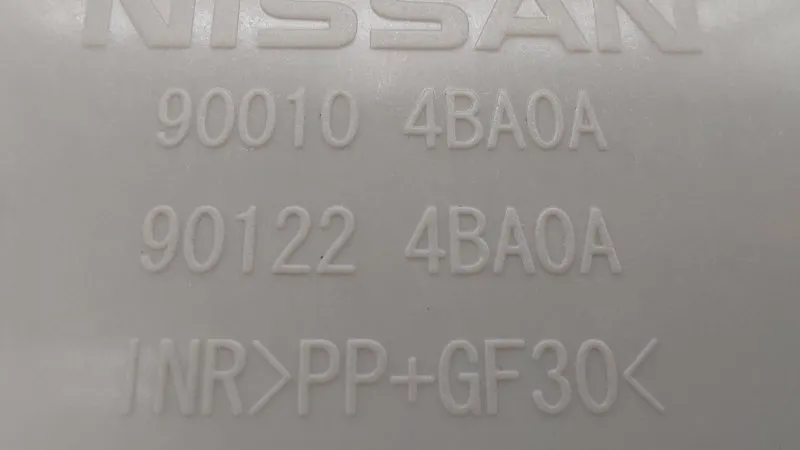 NISSAN
90010 4BA0A
90122 4BA0A
INR>PP+GF30<